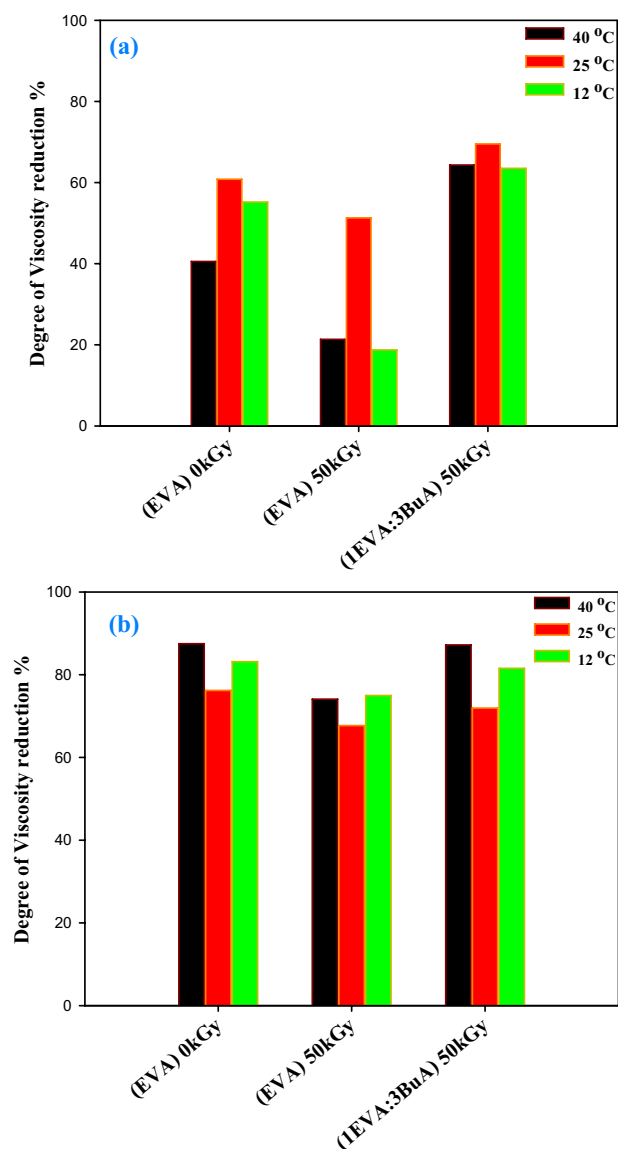 (a)
40 °C
25 °C
12 °C
100
80
60
40
20
0
Degree of Viscosity reduction %
(EVA) 0kGy
(EVA) 50kGy
(1EVA:3BuA) 50kGy
(b)
40 °C
25 °C
12 °C
100
80
60
40
20
0
Degree of Viscosity reduction %
(EVA) 0kGy
(EVA) 50kGy
(1EVA:3BuA) 50kGy